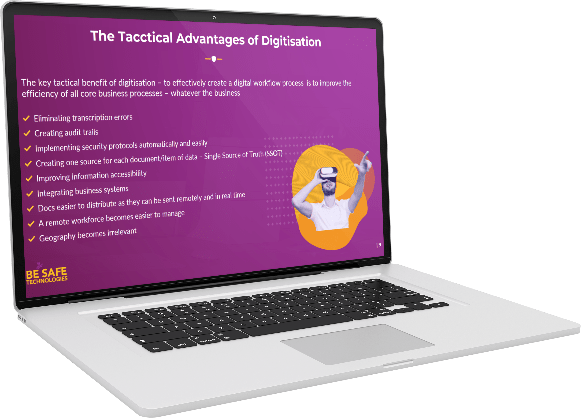 The Tacctical Advantages of Digitisation
The key tactical benefit of digitisation – to effectively create a digital workflow process is to improve the
efficiency of all core business processes – whatever the business
Eliminating transcription errors
Creating audit trails
Implementing security protocols automatically and easily
Creating one source for each document/item of data – Single Source of Truth (SSOT)
Improving Information accessibility
Integrating business systems
Docs easier to distribute as they can be sent remotely and in real time
A remote workforce becomes easier to manage
Geography becomes irrelevant
BE SAFE
TECHNOLOGIES